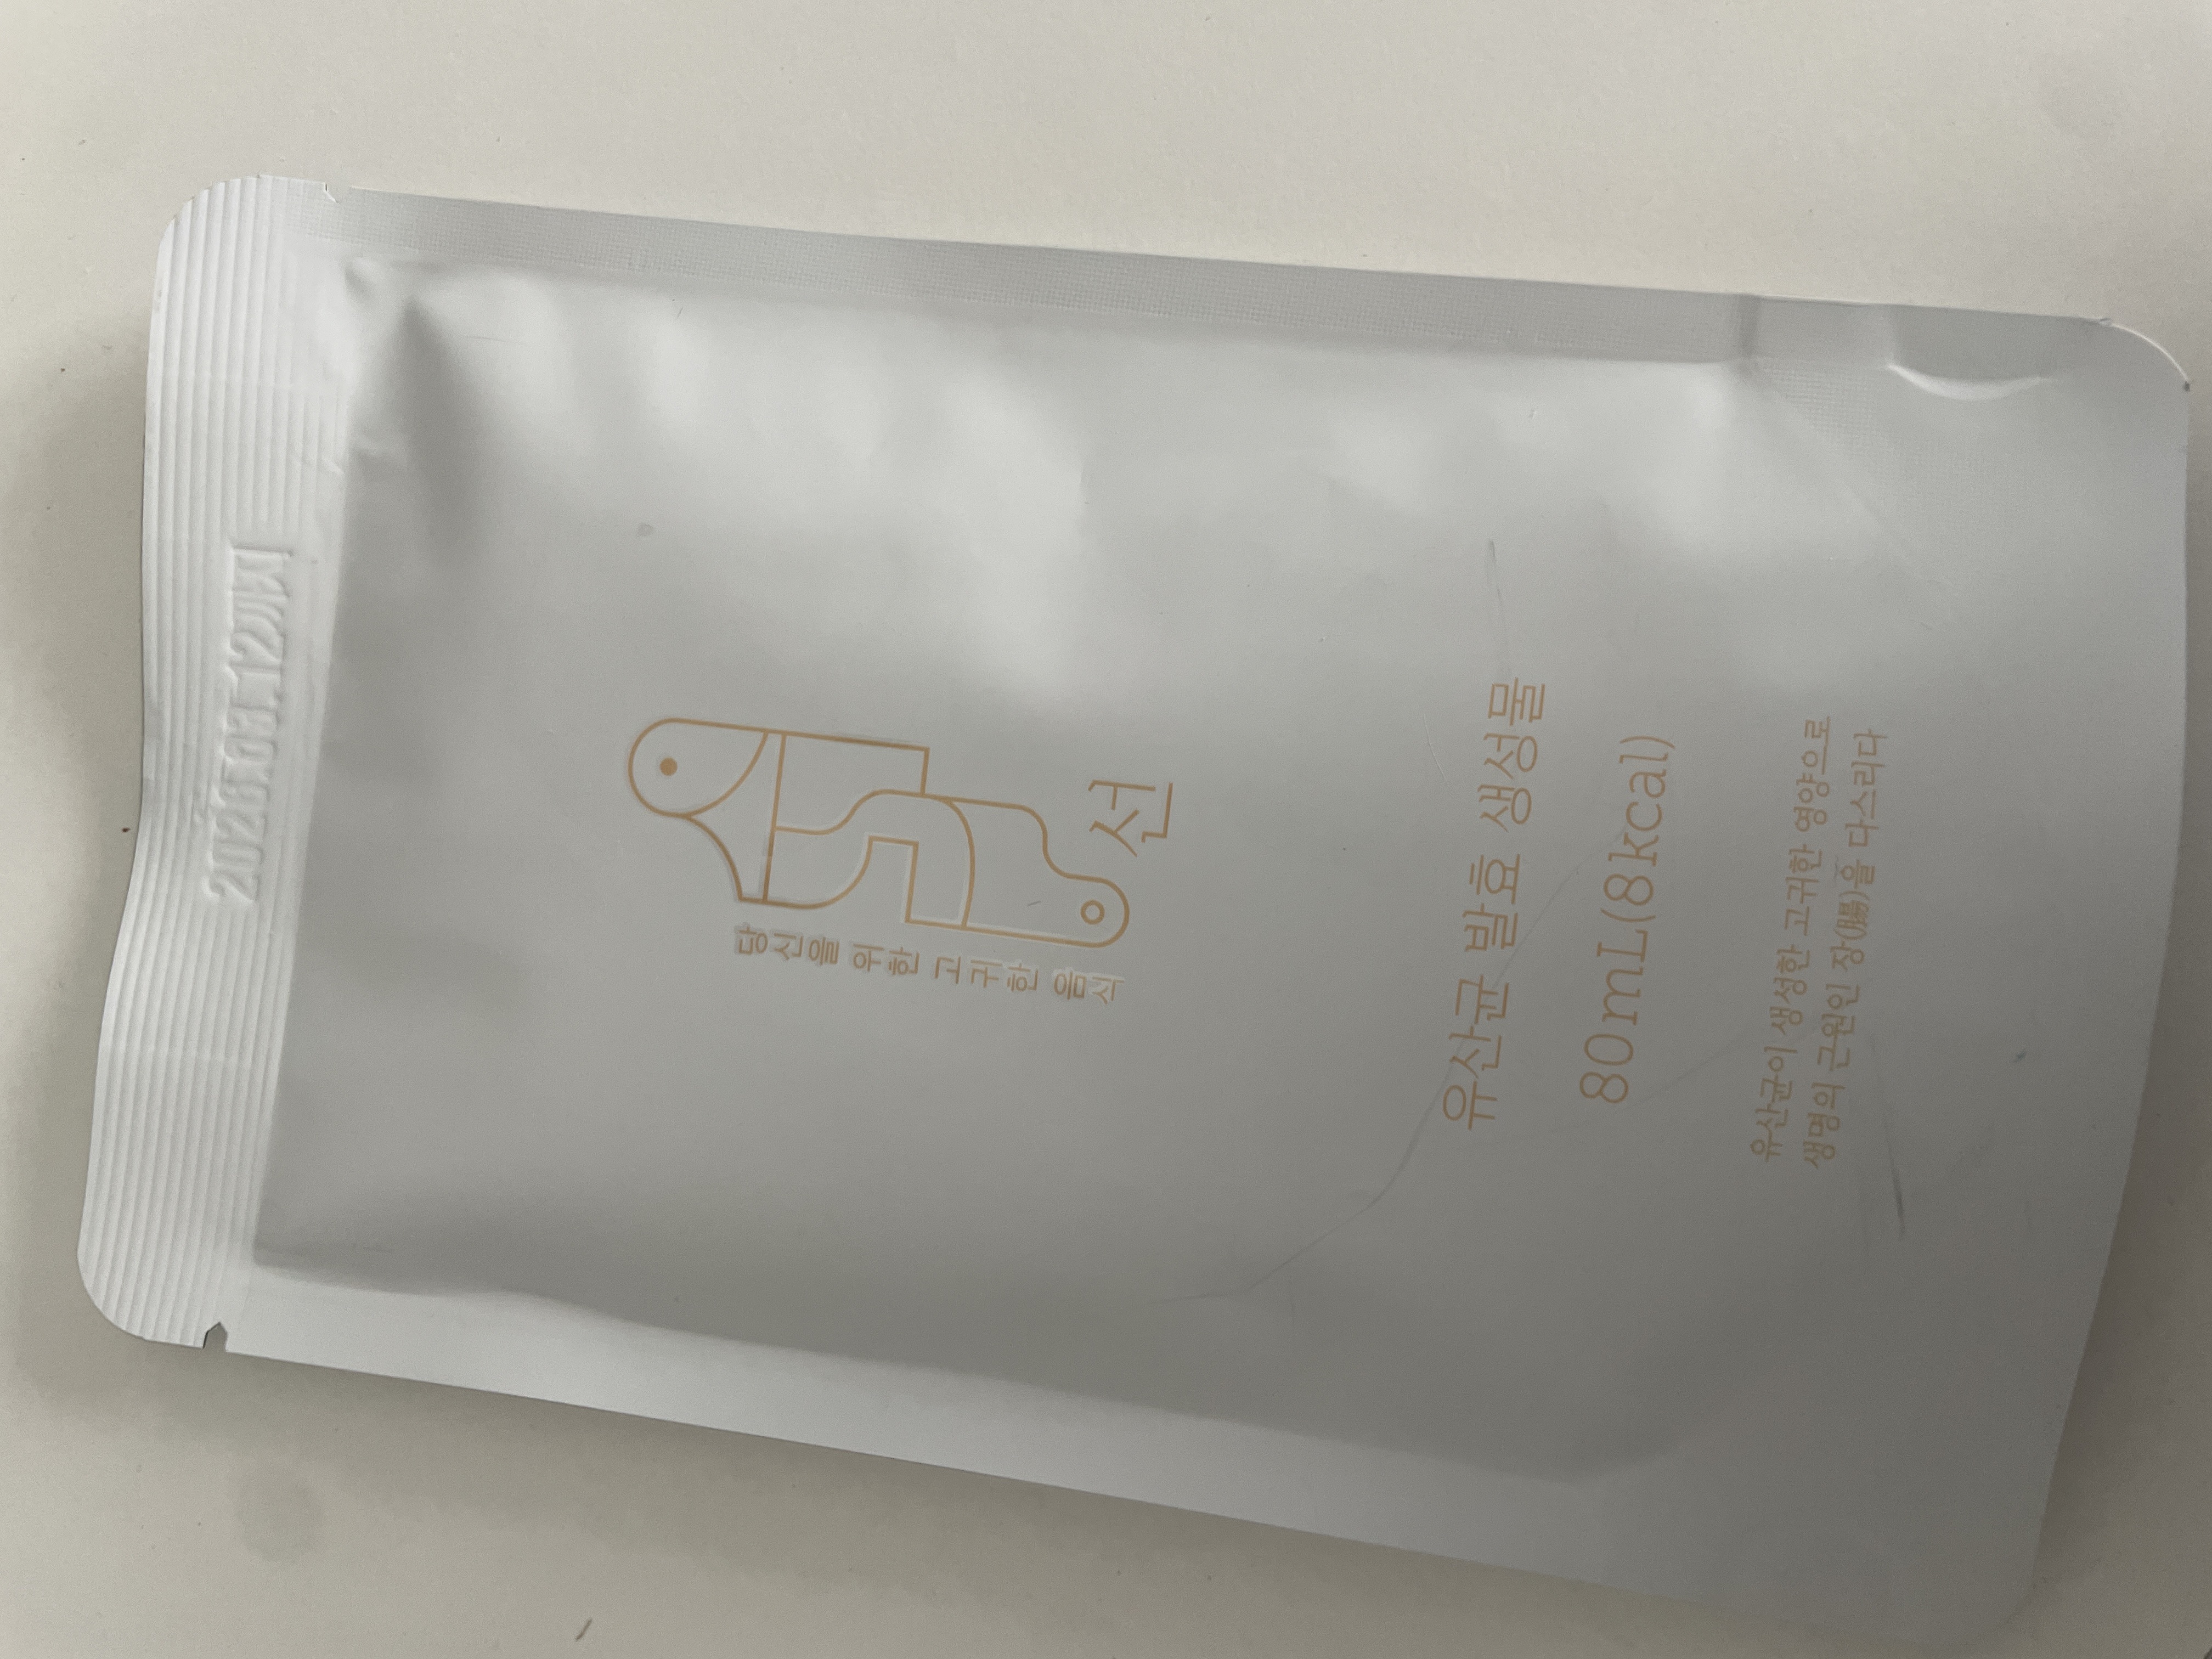 당신을 위한 고귀한 음식
선
유산균 발효 생성물
80mL(8kcal)
유산균이 생성한 고귀한 영양으로
생명의 근원인 장(腸)을 다스리다